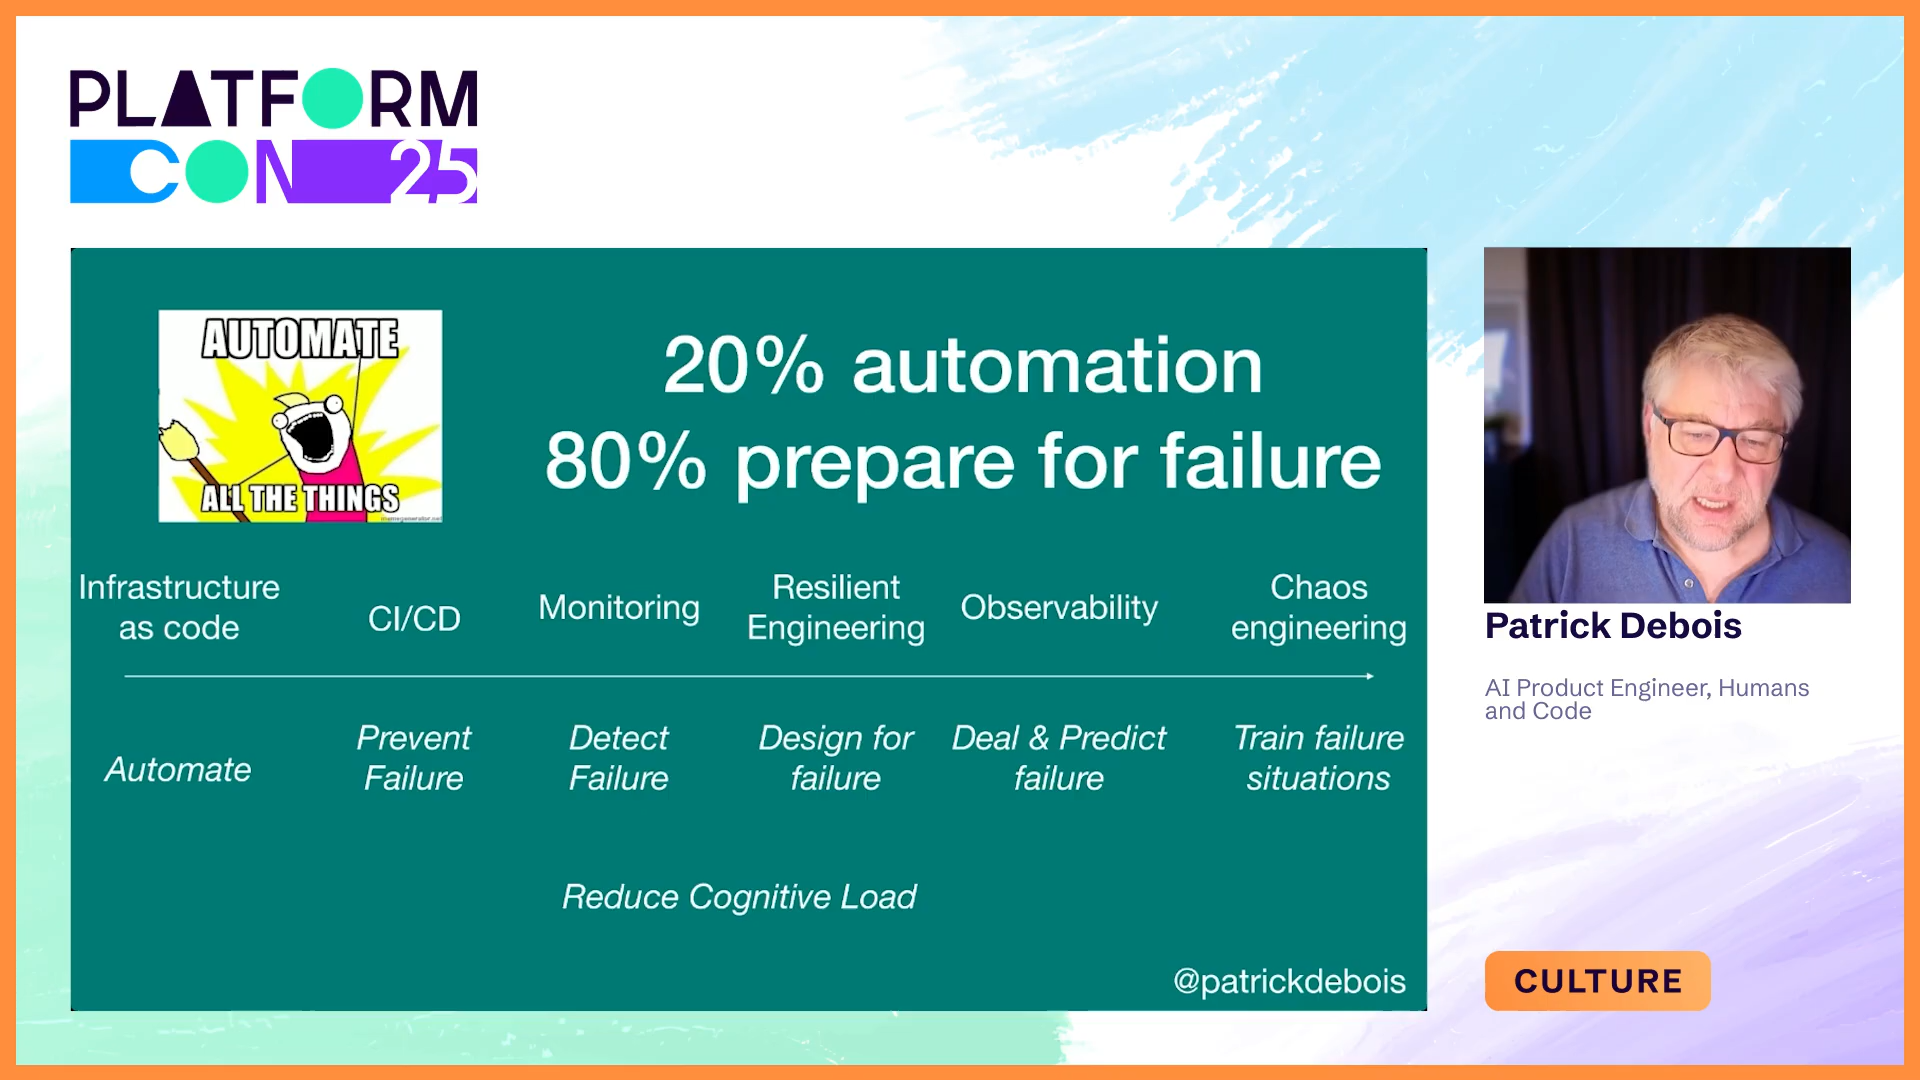 PLATFORM
CON 25
AUTOMATE
ALL THE THINGS
memegenerator.net
20% automation
80% prepare for failure
Infrastructure
as code
CI/CD
Monitoring
Resilient
Engineering
Observability
Chaos
engineering
Automate
Prevent
Failure
Detect
Failure
Design for
failure
Deal & Predict
failure
Train failure
situations
Reduce Cognitive Load
@patrickdebois
Patrick Debois
AI Product Engineer, Humans
and Code
CULTURE